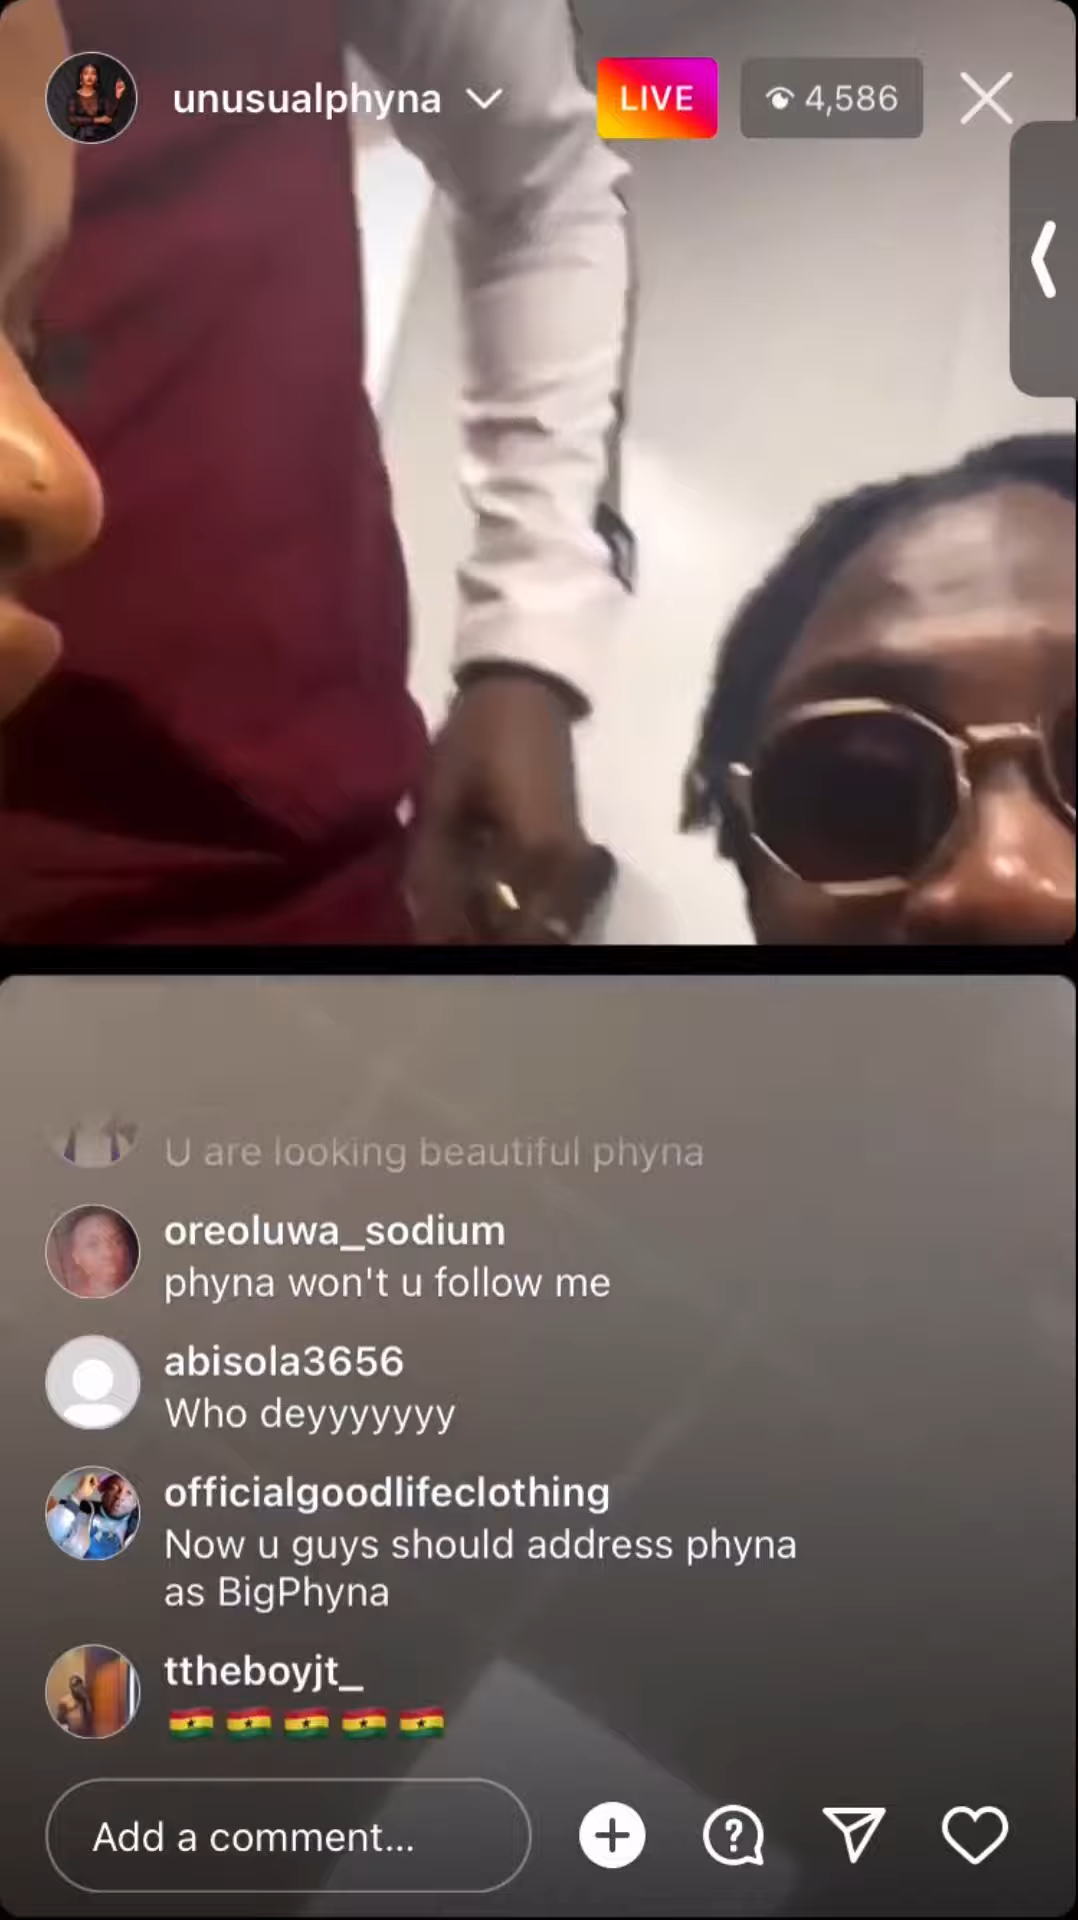 unusualphyna
LIVE
4,586
U are looking beautiful phyna
oreoluwa_sodium
phyna won't u follow me
abisola3656
Who deyyyyyyy
officialgoodlifeclothing
Now u guys should address phyna
as BigPhyna
ttheboyjt_
🇬🇭🇬🇭🇬🇭🇬🇭🇬🇭
Add a comment...